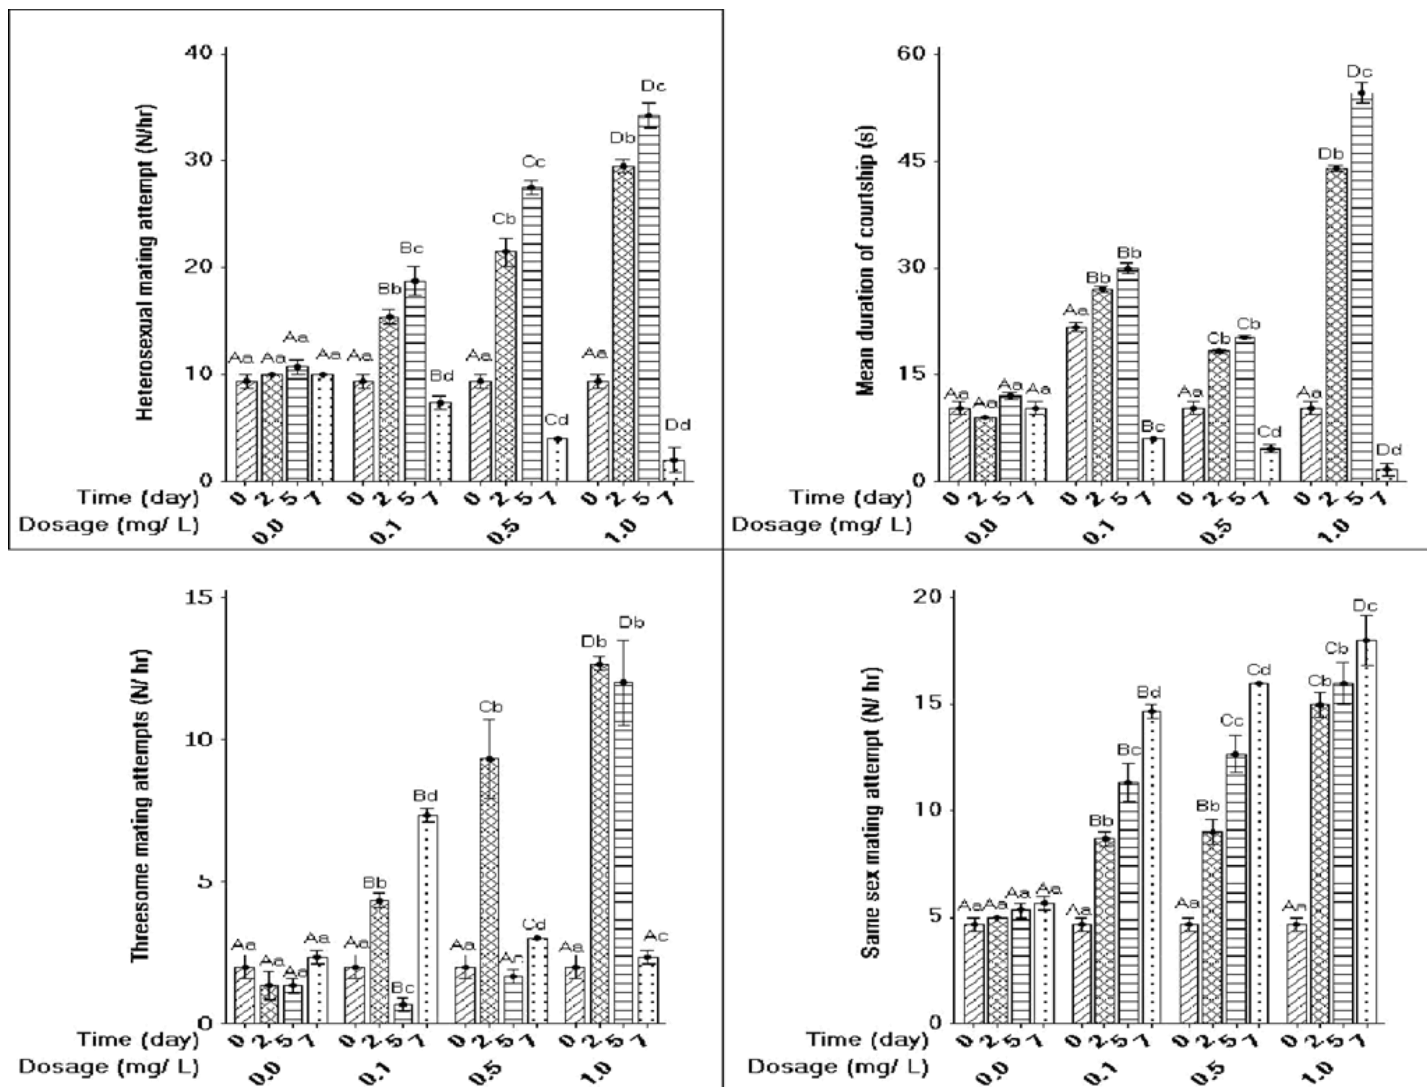 40
30
20
10
0
Heterosexual mating attempt (N/hr)
Aa Aa Aa Aa
Aa Bb Bc Bd
Aa Cb Cc Cd
Aa Db Dc Dd
Time (day) 0 2 5 7 0 2 5 7 0 2 5 7 0 2 5 7
Dosage (mg/ L) 0.0 0.1 0.5 1.0
60
45
30
15
0
Mean duration of courtship (s)
Aa Aa Aa Aa
Aa Bb Bb Bc
Aa Cb Cb Cd
Aa Db Dc Dd
Time (day) 0 2 5 7 0 2 5 7 0 2 5 7 0 2 5 7
Dosage (mg/ L) 0.0 0.1 0.5 1.0
15
10
5
0
Threesome mating attempts (N/ hr)
Aa Aa Aa Aa
Aa Bb Bc Bd
Aa Cb Cd
Aa Db Db Ac
Time (day) 0 2 5 7 0 2 5 7 0 2 5 7 0 2 5 7
Dosage (mg/ L) 0.0 0.1 0.5 1.0
20
15
10
5
0
Same sex mating attempt (N/ hr)
Aa Aa Aa Aa
Aa Bb Bc Bd
Aa Bb Cc Cd
Aa Cb Cb Dc
Time (day) 0 2 5 7 0 2 5 7 0 2 5 7 0 2 5 7
Dosage (mg/ L) 0.0 0.1 0.5 1.0